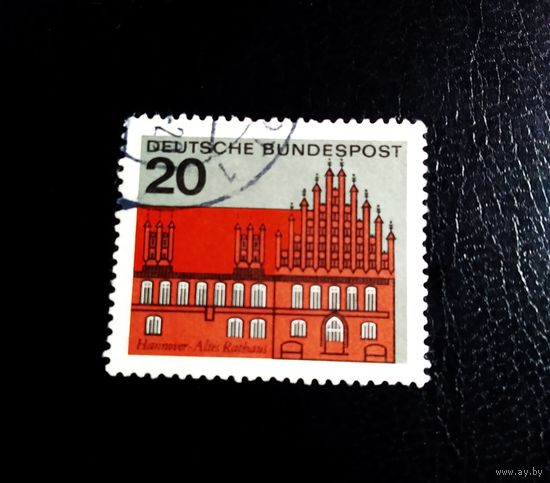 DEUTSCHE BUNDESPOST
20
Hannover-Altes Rathaus
www.ay.by